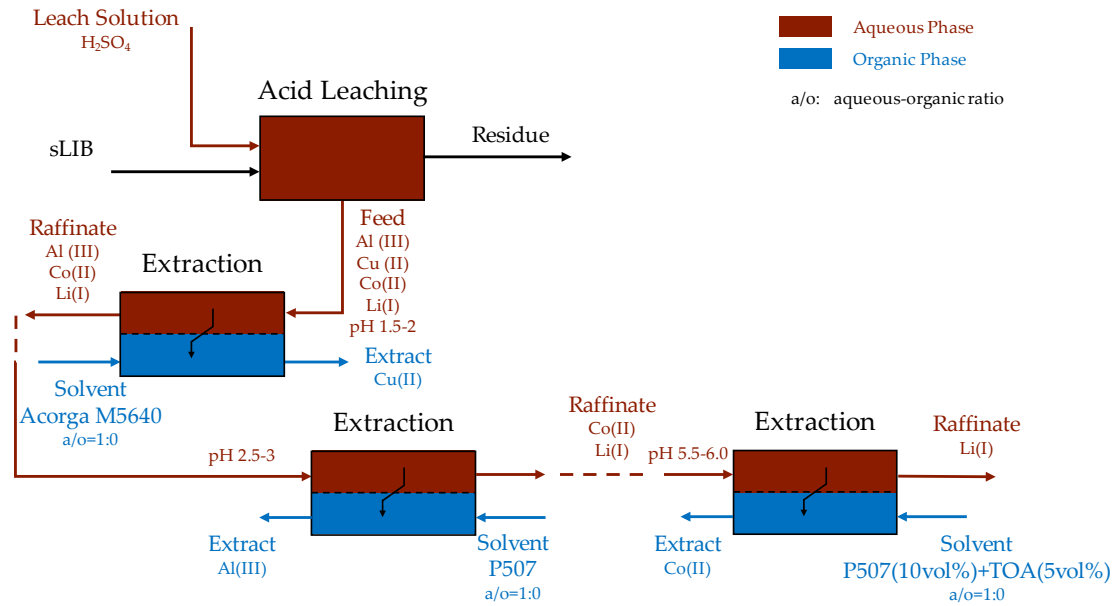 Leach Solution
H₂SO₄
Aqueous Phase
Organic Phase
a/o: aqueous-organic ratio
Acid Leaching
sLIB
Residue
Feed
Al (III)
Cu (II)
Co(II)
Li(I)
pH 1.5-2
Raffinate
Al (III)
Co(II)
Li(I)
Extraction
Solvent
Acorga M5640
a/o=1:0
Extract
Cu(II)
pH 2.5-3
Extraction
Extract
Al(III)
Solvent
P507
a/o=1:0
Raffinate
Co(II)
Li(I)
pH 5.5-6.0
Extraction
Raffinate
Li(I)
Extract
Co(II)
Solvent
P507(10vol%)+TOA(5vol%)
a/o=1:0